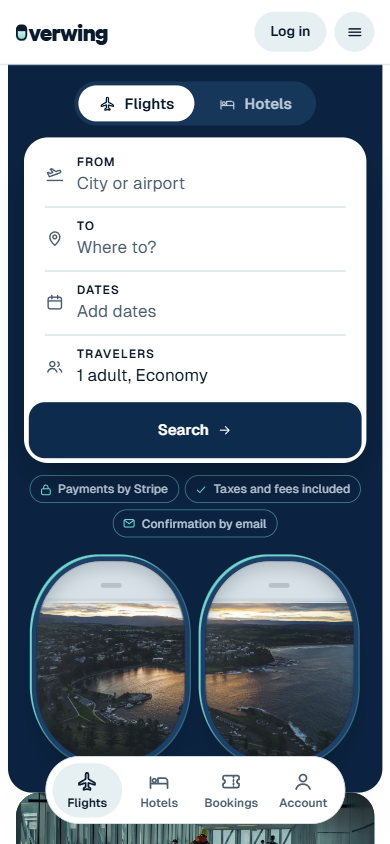 Overwing
Log in
Flights
Hotels
FROM
City or airport
TO
Where to?
DATES
Add dates
TRAVELERS
1 adult, Economy
Search →
Payments by Stripe
Taxes and fees included
Confirmation by email
Flights
Hotels
Bookings
Account